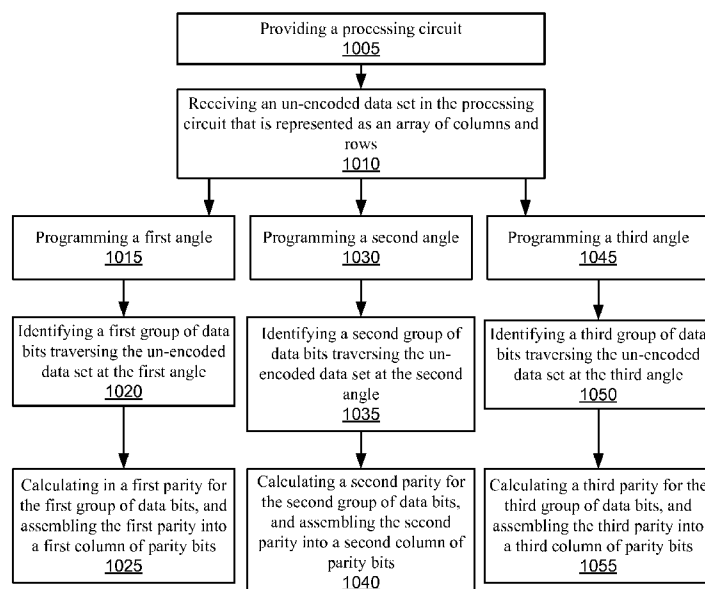 Providing a processing circuit
1005
Receiving an un-encoded data set in the processing
circuit that is represented as an array of columns and
rows
1010
Programming a first angle
1015
Programming a second angle
1030
Programming a third angle
1045
Identifying a first group of data
bits traversing the un-encoded
data set at the first angle
1020
Identifying a second group of
data bits traversing the un-
encoded data set at the second
angle
1035
Identifying a third group of data
bits traversing the un-encoded
data set at the third angle
1050
Calculating in a first parity for
the first group of data bits, and
assembling the first parity into
a first column of parity bits
1025
Calculating a second parity for
the second group of data bits,
and assembling the second
parity into a second column of
parity bits
1040
Calculating a third parity for the
third group of data bits, and
assembling the third parity into
a third column of parity bits
1055